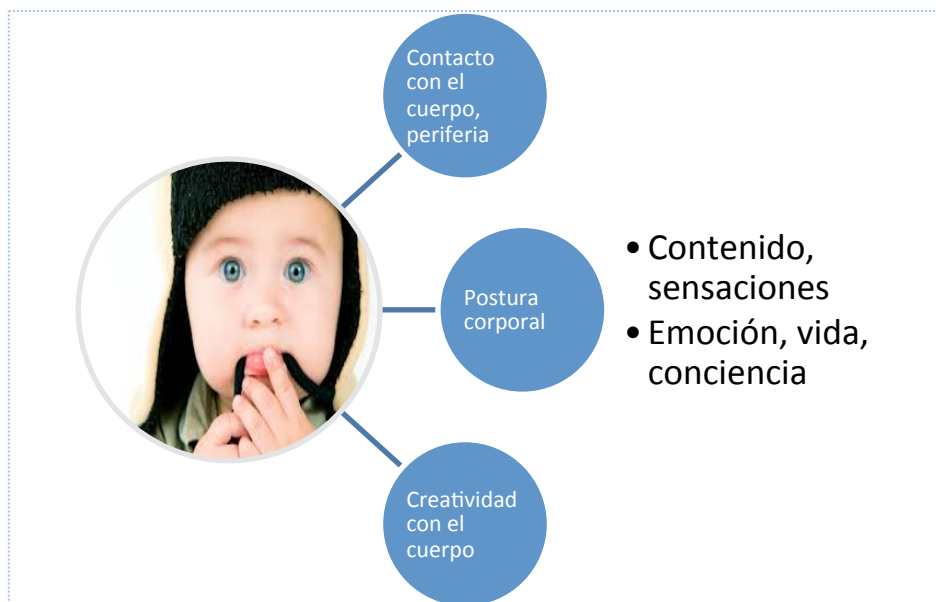 Contacto
con el
cuerpo,
periferia
Postura
corporal
• Contenido,
sensaciones
• Emoción, vida,
conciencia
Creatividad
con el
cuerpo